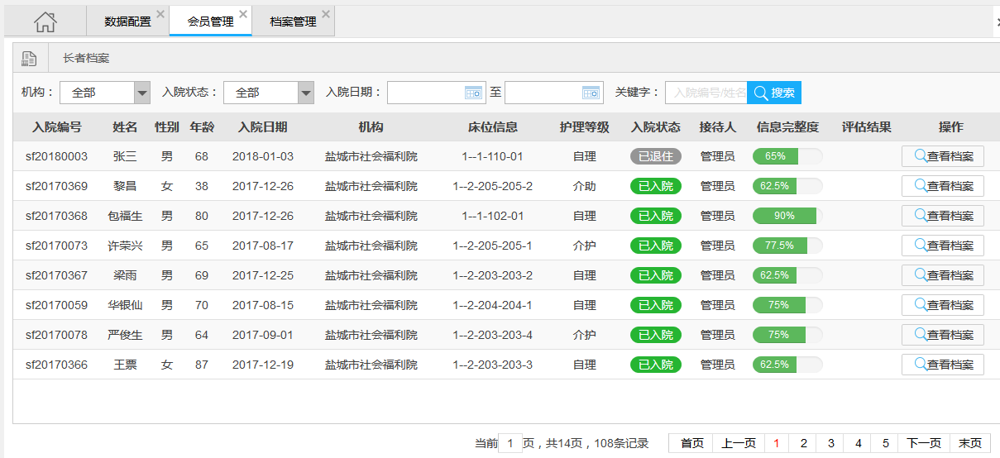 数据配置 会员管理 档案管理
长者档案
机构： 全部 入院状态： 全部 入院日期： 至 关键字： 入院编号/姓名 搜索
入院编号 姓名 性别 年龄 入院日期 机构 床位信息 护理等级 入院状态 接待人 信息完整度 评估结果 操作
sf20180003 张三 男 68 2018-01-03 盐城市社会福利院 1--1-110-01 自理 已退住 管理员 65% 查看档案
sf20170369 黎昌 女 38 2017-12-26 盐城市社会福利院 1--2-205-205-2 介助 已入院 管理员 62.5% 查看档案
sf20170368 包福生 男 80 2017-12-26 盐城市社会福利院 1--1-102-01 自理 已入院 管理员 90% 查看档案
sf20170073 许荣兴 男 65 2017-08-17 盐城市社会福利院 1--2-205-205-1 介护 已入院 管理员 77.5% 查看档案
sf20170367 梁雨 男 69 2017-12-25 盐城市社会福利院 1--2-203-203-2 自理 已入院 管理员 62.5% 查看档案
sf20170059 华银仙 男 70 2017-08-15 盐城市社会福利院 1--2-204-204-1 自理 已入院 管理员 75% 查看档案
sf20170078 严俊生 男 64 2017-09-01 盐城市社会福利院 1--2-203-203-4 介护 已入院 管理员 75% 查看档案
sf20170366 王票 女 87 2017-12-19 盐城市社会福利院 1--2-203-203-3 自理 已入院 管理员 62.5% 查看档案
当前 1 页，共14页，108条记录 首页 上一页 1 2 3 4 5 下一页 末页